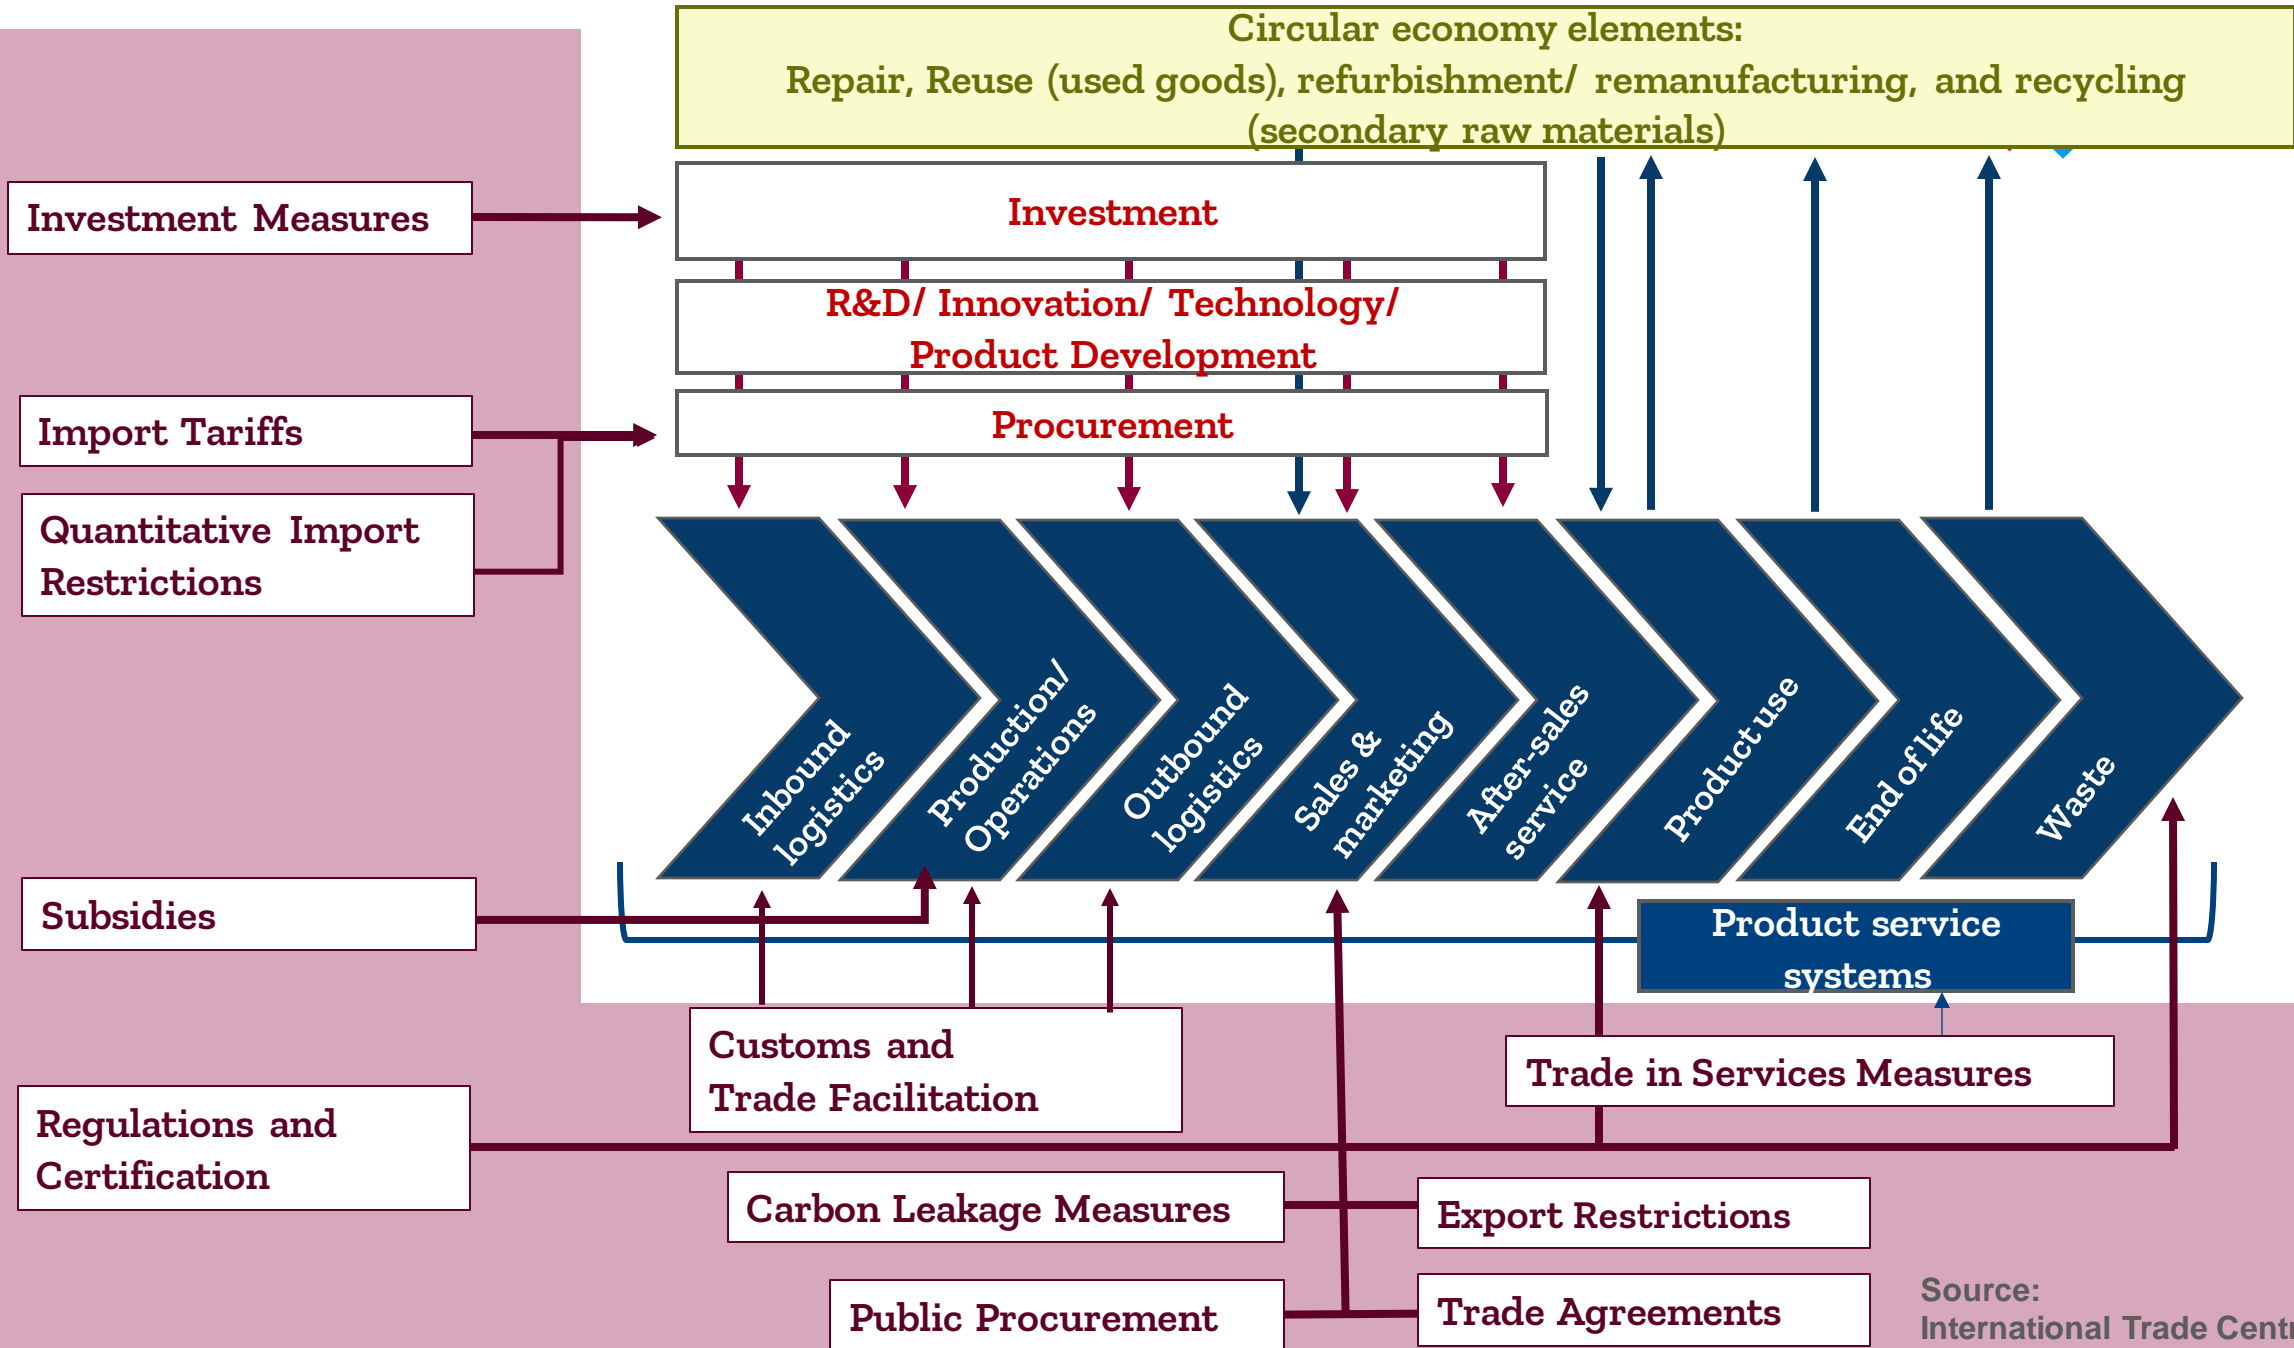 Circular economy elements:
Repair, Reuse (used goods), refurbishment/ remanufacturing, and recycling
(secondary raw materials)
Investment Measures
Investment
R&D/ Innovation/ Technology/
Product Development
Import Tariffs
Procurement
Quantitative Import
Restrictions
Inbound
logistics
Production/
Operations
Outbound
logistics
Sales &
marketing
After-sales
service
Product use
End of life
Waste
Subsidies
Product service
systems
Customs and
Trade Facilitation
Trade in Services Measures
Regulations and
Certification
Carbon Leakage Measures
Export Restrictions
Public Procurement
Trade Agreements
Source:
International Trade